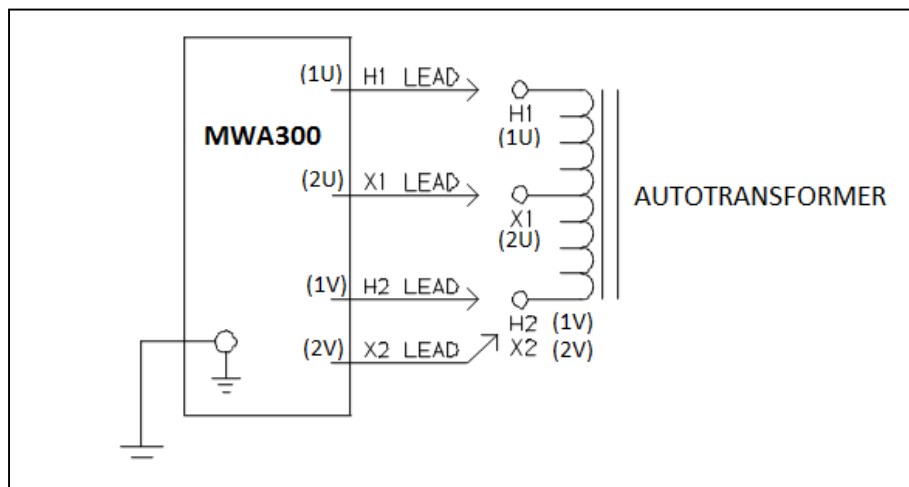 (1U) H1 LEAD
H1
(1U)
MWA300
(2U) X1 LEAD
X1
(2U)
AUTOTRANSFORMER
(1V) H2 LEAD
H2 (1V)
(2V) X2 LEAD
X2 (2V)